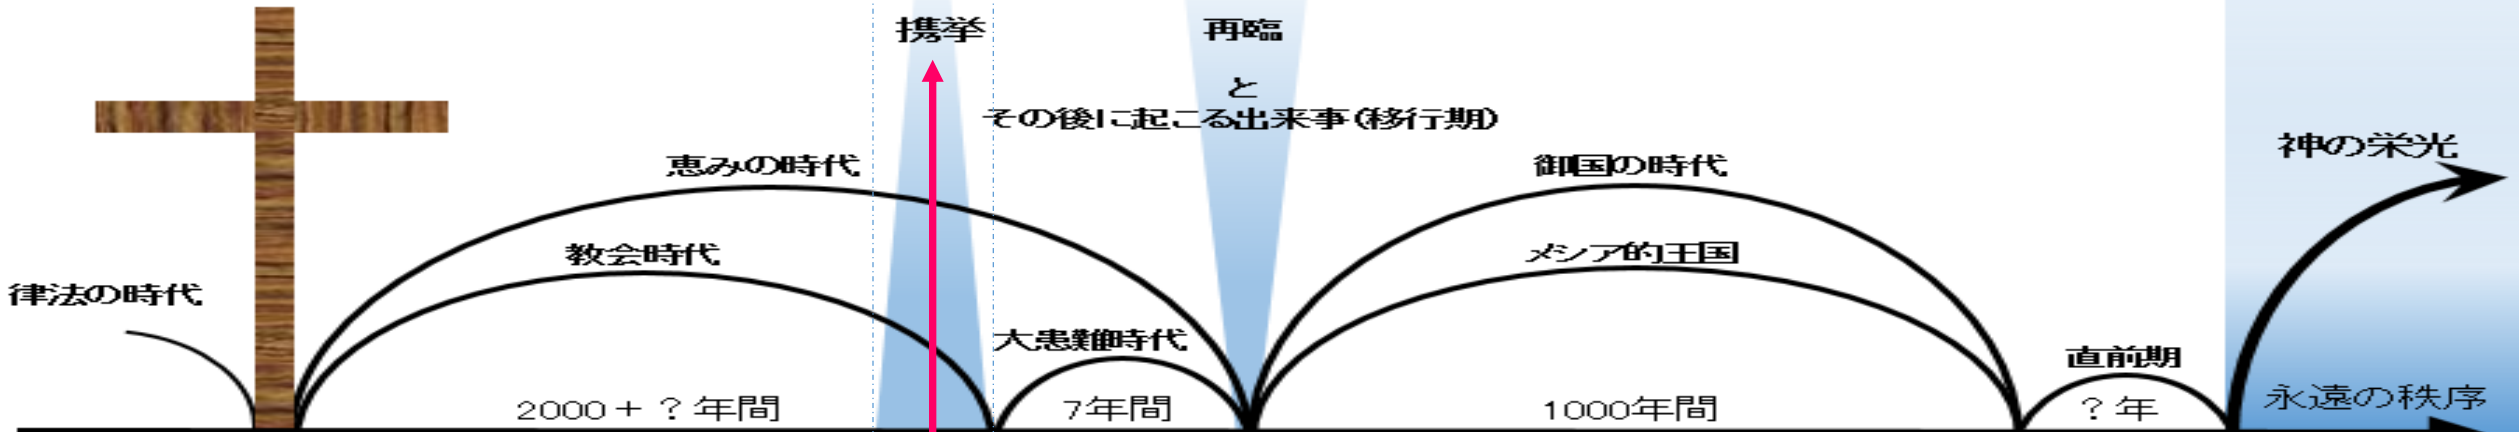 携挙
再臨
と
その後に起こる出来事(移行期)
神の栄光
恵みの時代
御国の時代
教会時代
メシア的王国
律法の時代
大患難時代
直前期
2000+?年間
7年間
1000年間
?年
永遠の秩序